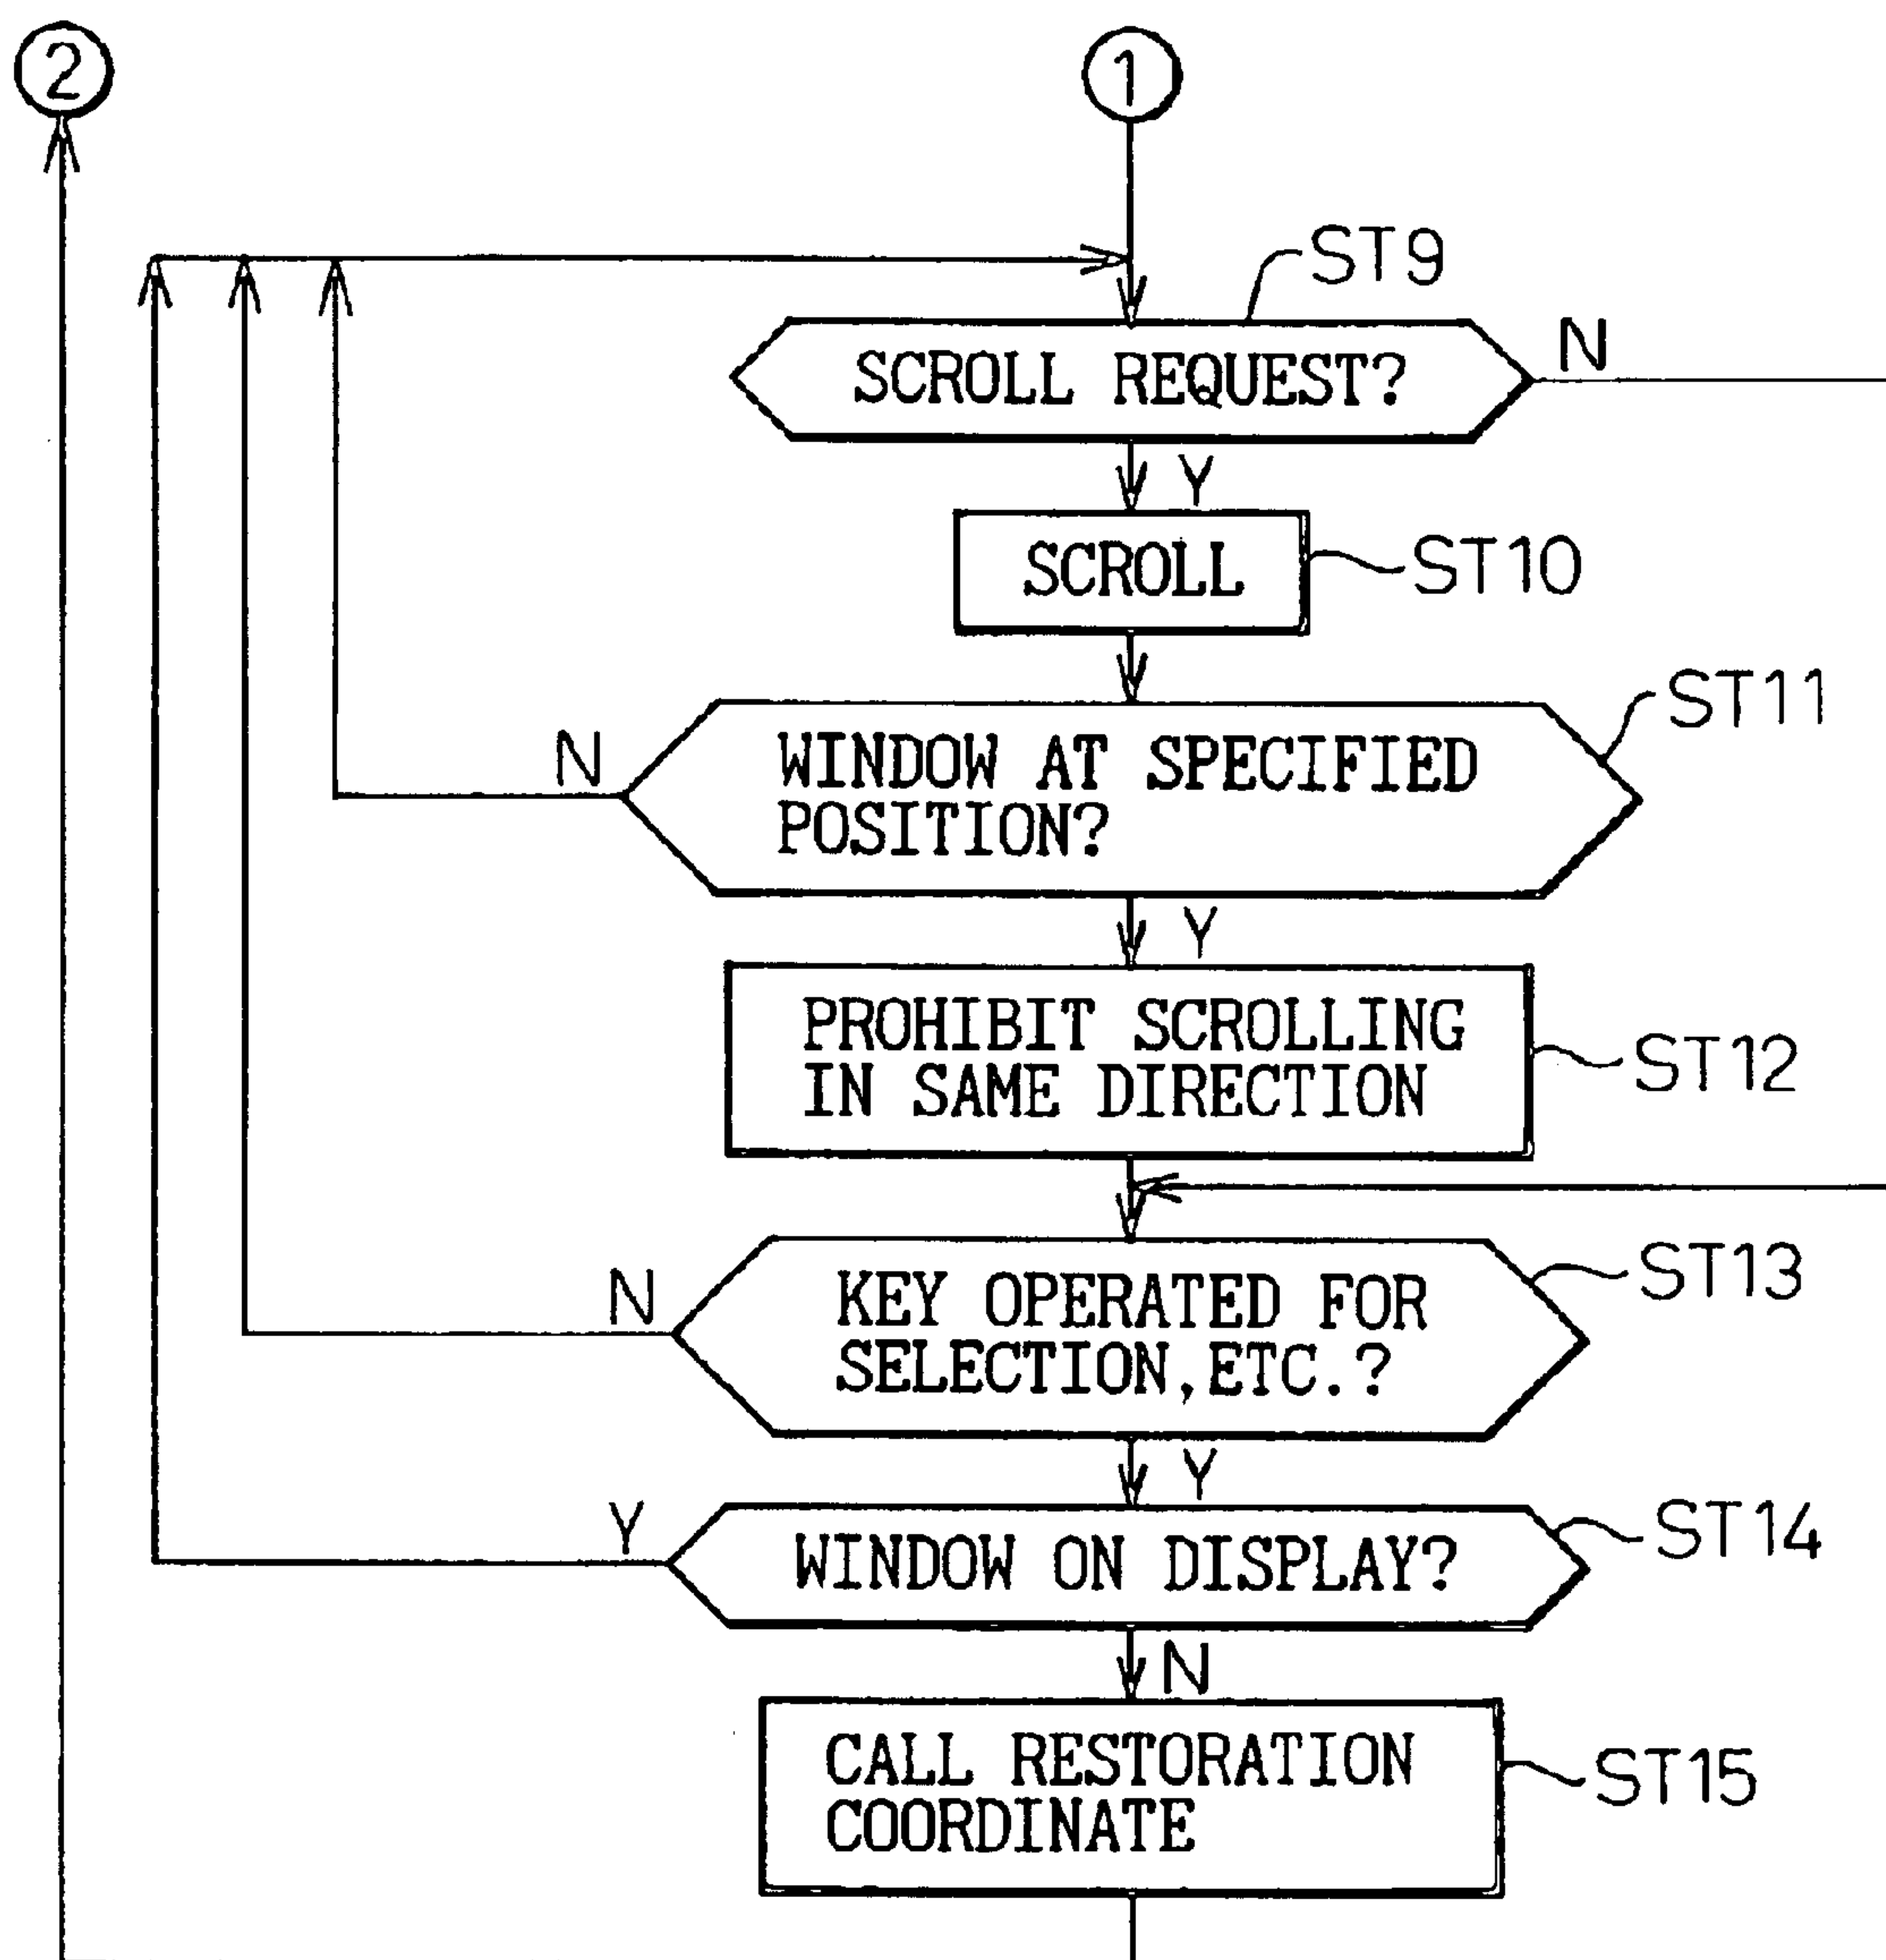 2
1
ST9
SCROLL REQUEST?
N
Y
SCROLL
ST10
ST11
WINDOW AT SPECIFIED
POSITION?
N
Y
PROHIBIT SCROLLING
IN SAME DIRECTION
ST12
ST13
KEY OPERATED FOR
SELECTION,ETC.?
N
Y
ST14
WINDOW ON DISPLAY?
Y
N
CALL RESTORATION
COORDINATE
ST15